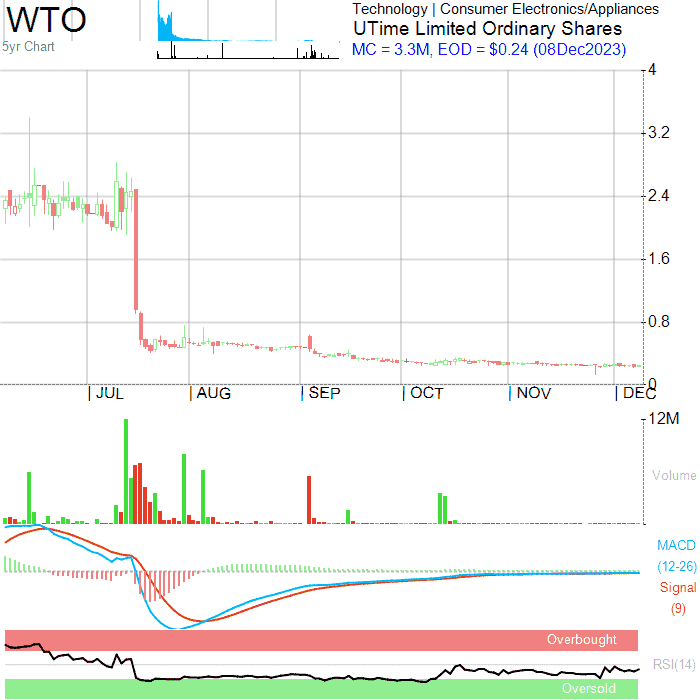 WTO
5yr Chart
Technology | Consumer Electronics/Appliances
UTime Limited Ordinary Shares
MC = 3.3M, EOD = $0.24 (08Dec2023)
4
3.2
2.4
1.6
0.8
0
JUL AUG SEP OCT NOV DEC
12M
Volume
MACD
(12-26)
Signal
(9)
Overbought
RSI(14)
Oversold